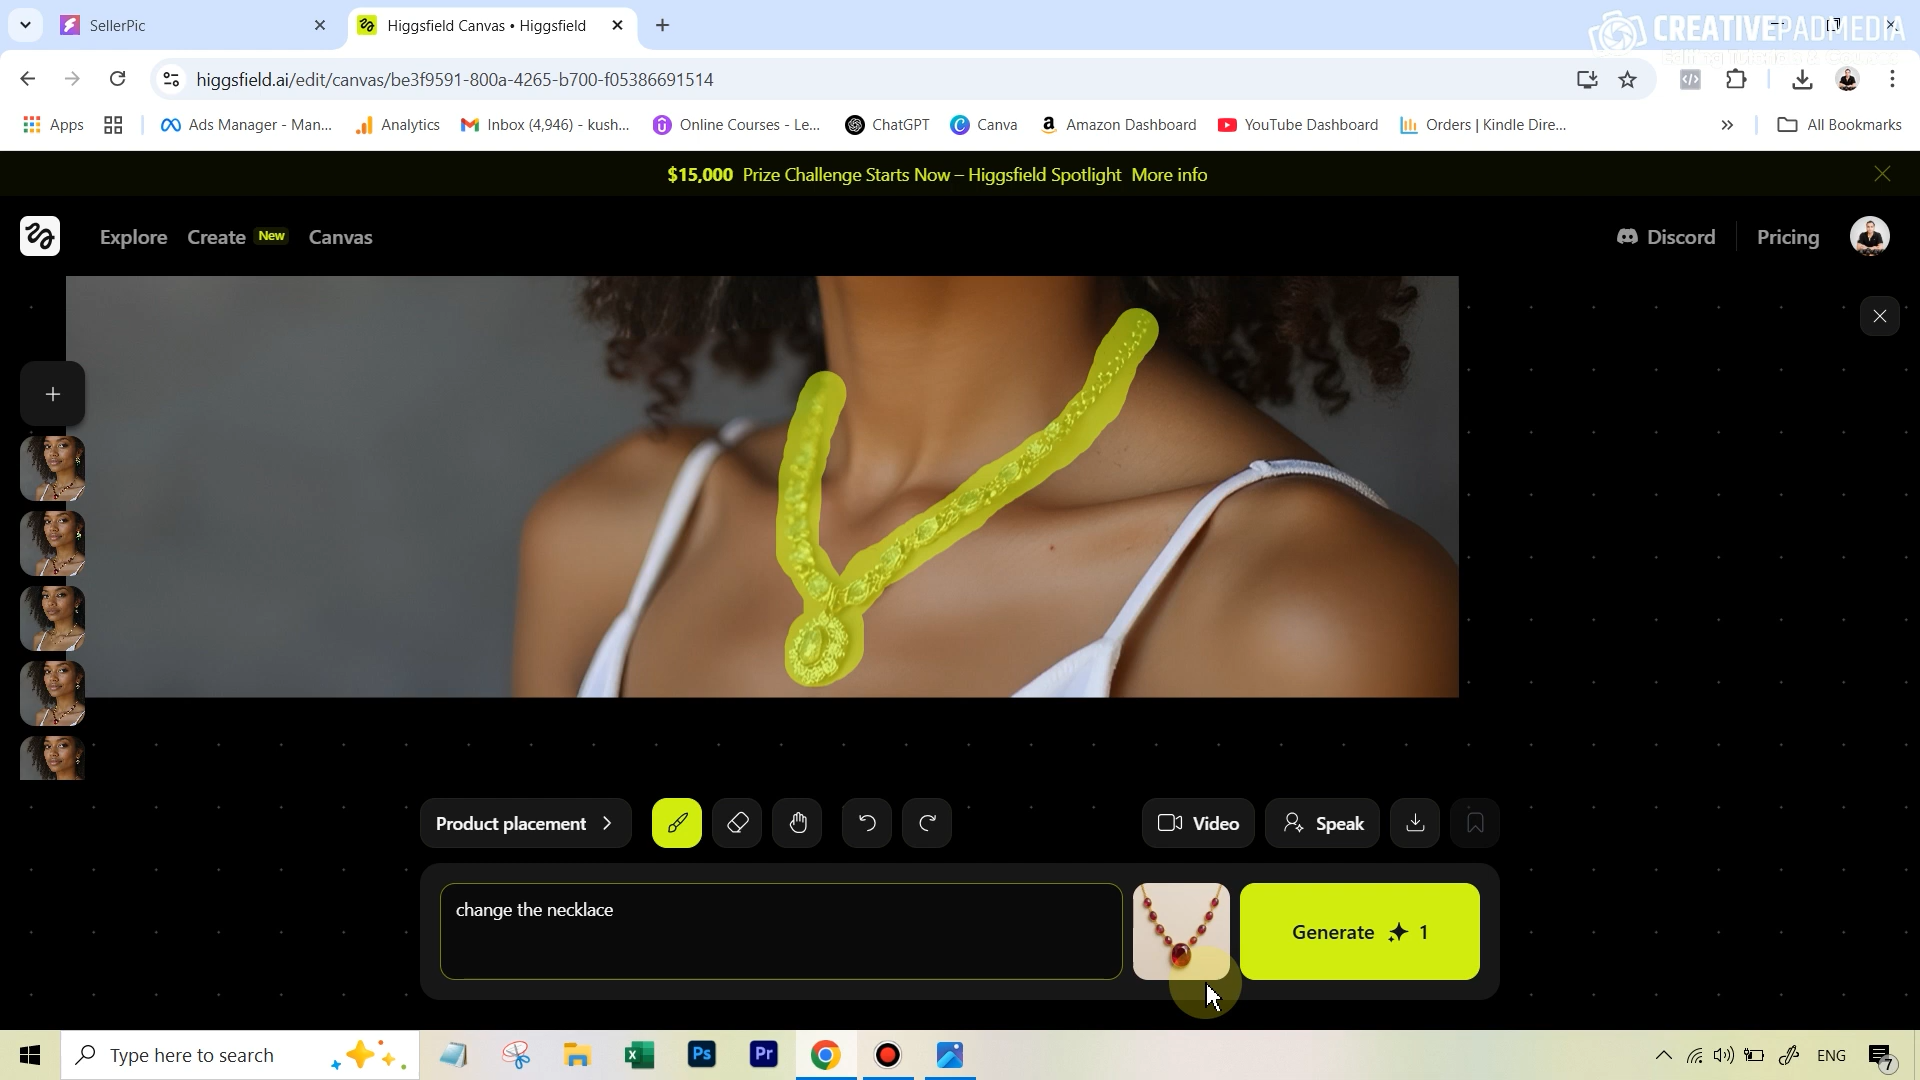 SellerPic
Higgsfield Canvas • Higgsfield
CREATIVEPADMEDIA
higgsfield.ai/edit/canvas/be3f9591-800a-4265-b700-f05386691514
Apps
Ads Manager - Man...
Analytics
Inbox (4,946) - kush...
Online Courses - Le...
ChatGPT
Canva
Amazon Dashboard
YouTube Dashboard
Orders | Kindle Dire...
All Bookmarks
$15,000 Prize Challenge Starts Now – Higgsfield Spotlight More info
Explore
Create New
Canvas
Discord
Pricing
Product placement
Video
Speak
change the necklace
Generate 1
Type here to search
Ps
Pr
ENG
7